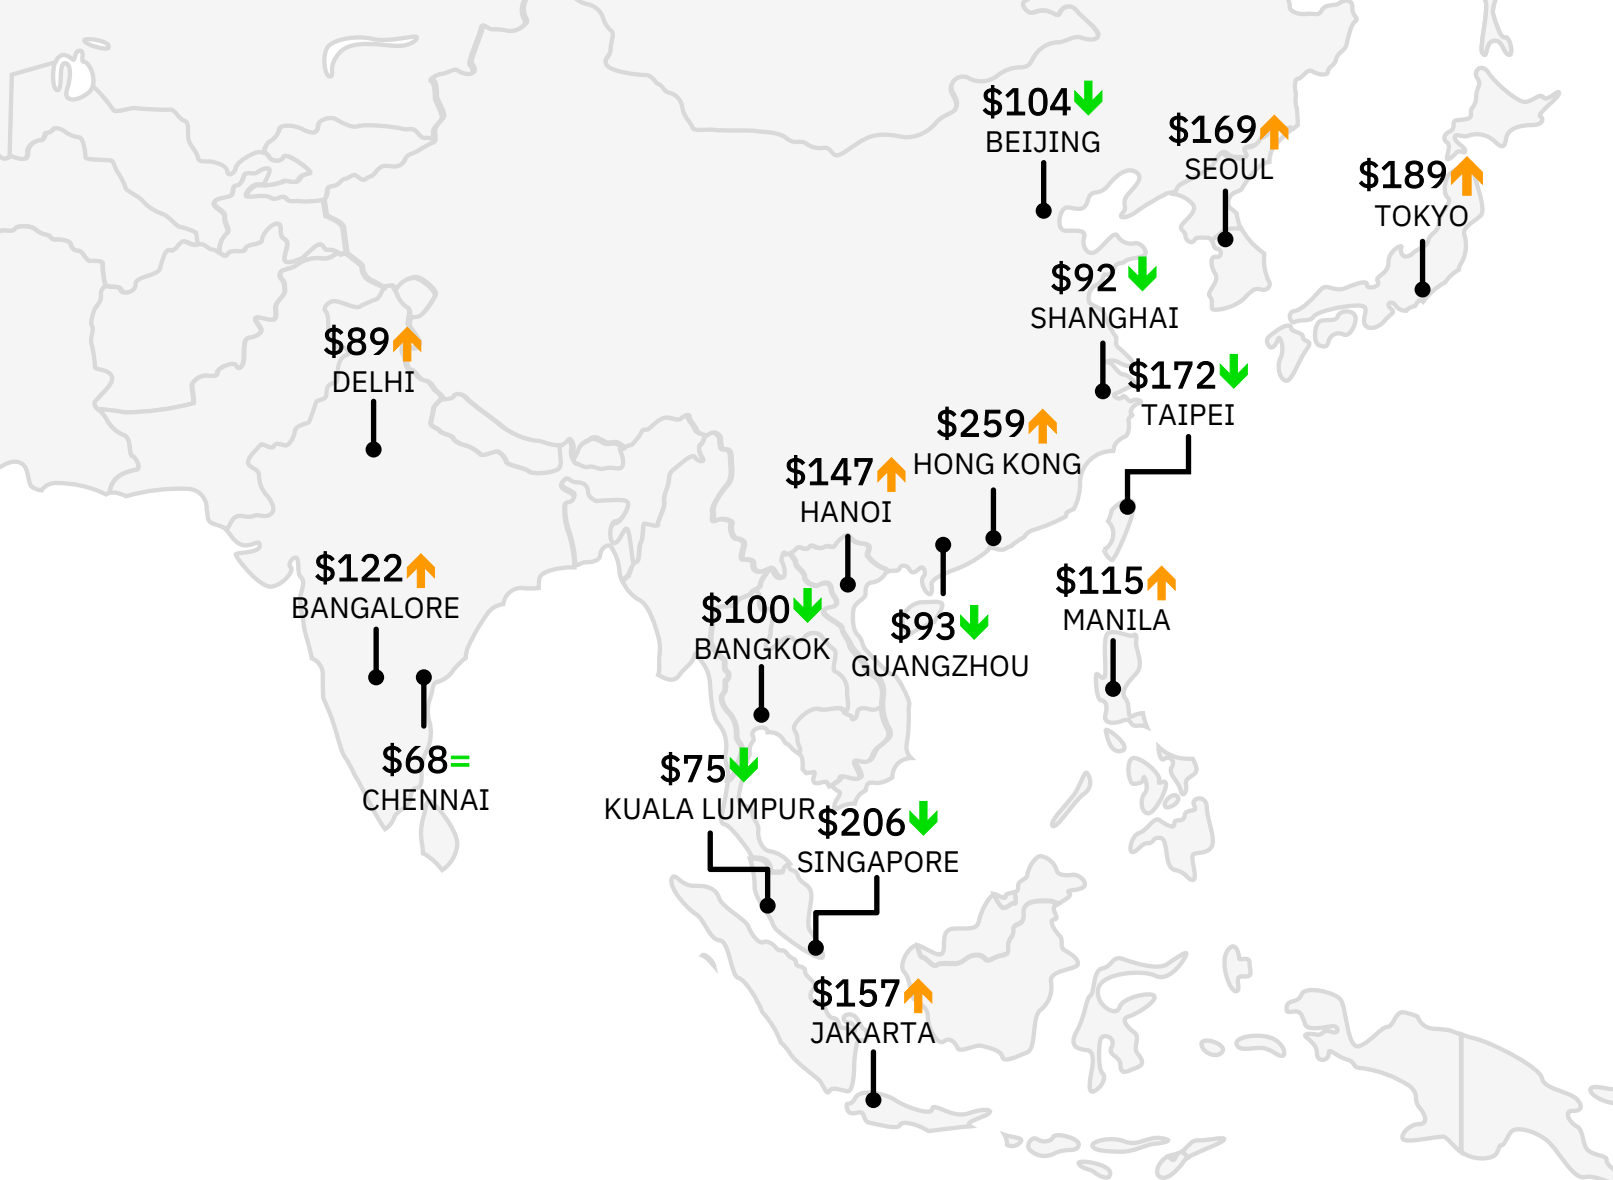 $104
BEIJING
$169
SEOUL
$189
TOKYO
$92
SHANGHAI
$89
DELHI
$172
TAIPEI
$259
HONG KONG
$147
HANOI
$122
BANGALORE
$115
MANILA
$100
BANGKOK
$93
GUANGZHOU
$68=
CHENNAI
$75
KUALA LUMPUR
$206
SINGAPORE
$157
JAKARTA